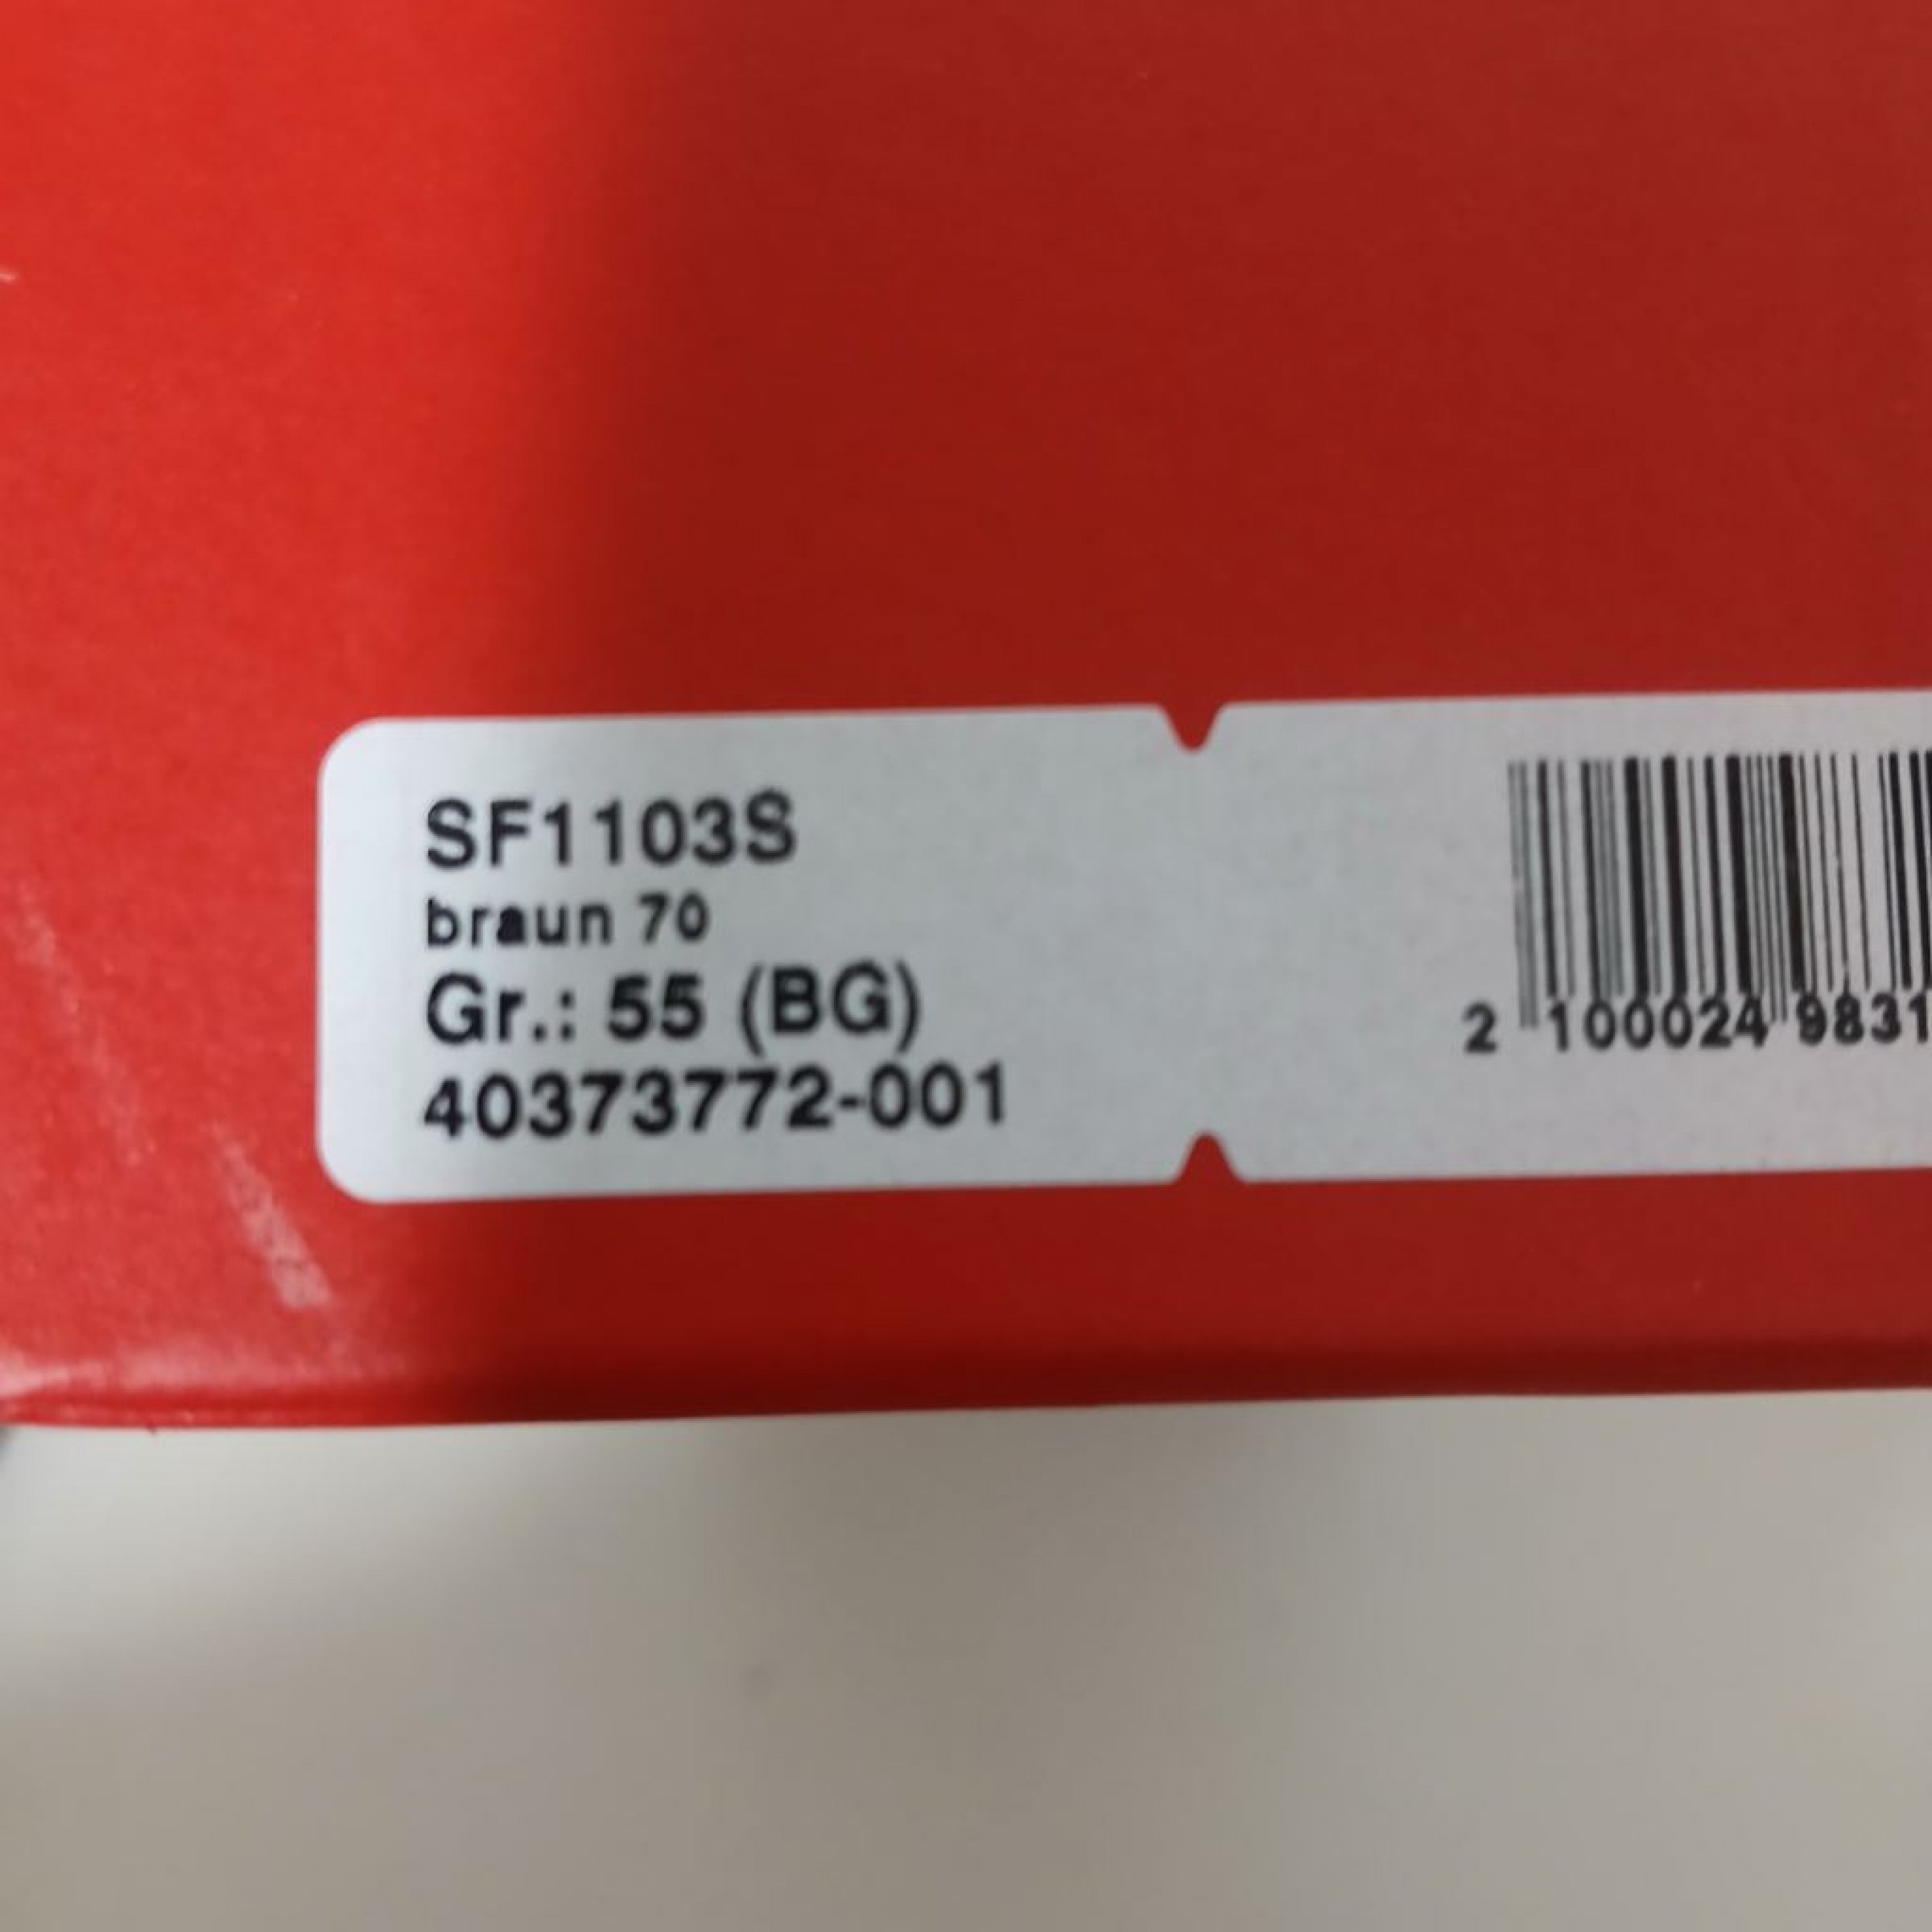 SF1103S
braun 70
Gr.: 55 (BG)
40373772-001
2 100024 9831